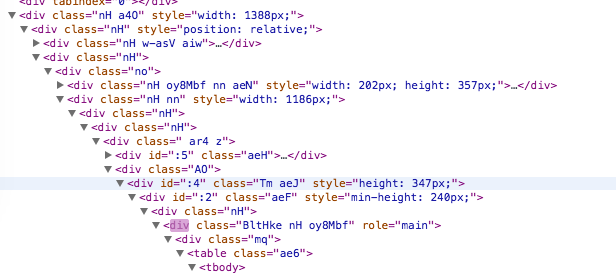 tabindex="0"></div>
▼<div class="nH a4O" style="width: 1388px;">
▼<div class="nH" style="position: relative;">
▶<div class="nH w-asV aiw">…</div>
▼<div class="nH">
▼<div class="no">
▶<div class="nH oy8Mbf nn aeN" style="width: 202px; height: 357px;">…</div>
▼<div class="nH nn" style="width: 1186px;">
▼<div class="nH">
▼<div class="nH">
▼<div class=" ar4 z">
▶<div id=":5" class="aeH">…</div>
▼<div class="AO">
▼<div id=":4" class="Tm aeJ" style="height: 347px;">
▼<div id=":2" class="aeF" style="min-height: 240px;">
▼<div class="nH">
▼<div class="BltHke nH oy8Mbf" role="main">
▼<div class="mq">
▼<table class="ae6">
▼<tbody>